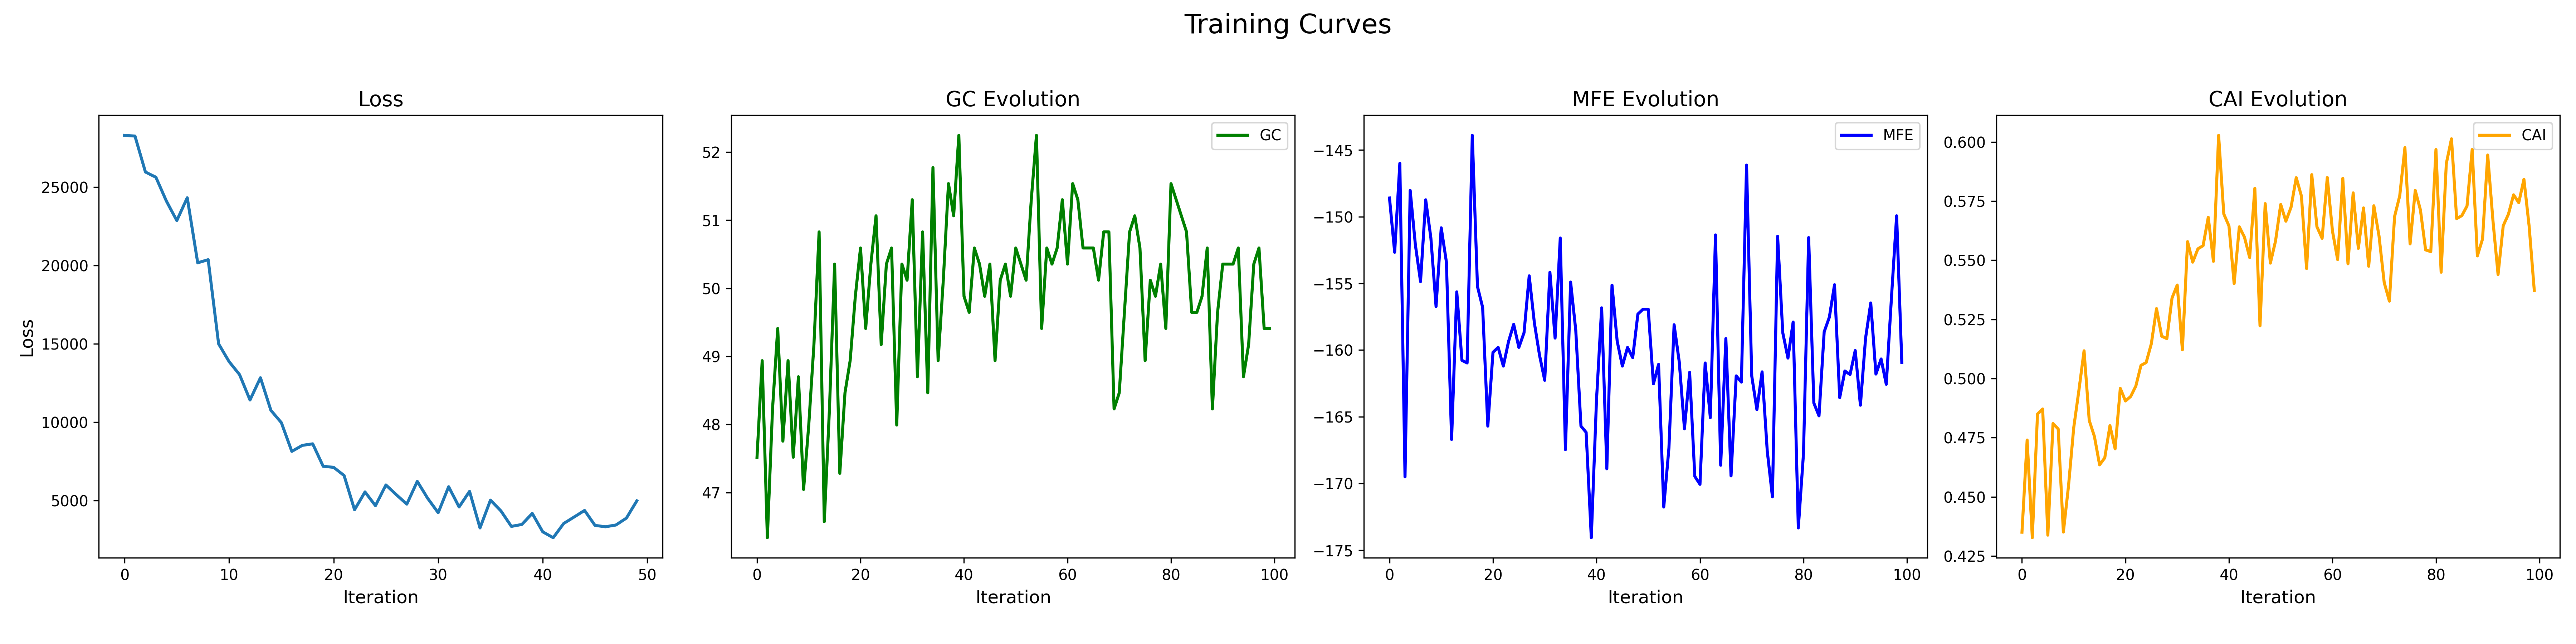 Training Curves
Loss
GC Evolution
MFE Evolution
CAI Evolution
Loss
25000
20000
15000
10000
5000
0 10 20 30 40 50
Iteration
GC
52
51
50
49
48
47
0 20 40 60 80 100
Iteration
MFE
−145
−150
−155
−160
−165
−170
−175
0 20 40 60 80 100
Iteration
CAI
0.600
0.575
0.550
0.525
0.500
0.475
0.450
0.425
0 20 40 60 80 100
Iteration